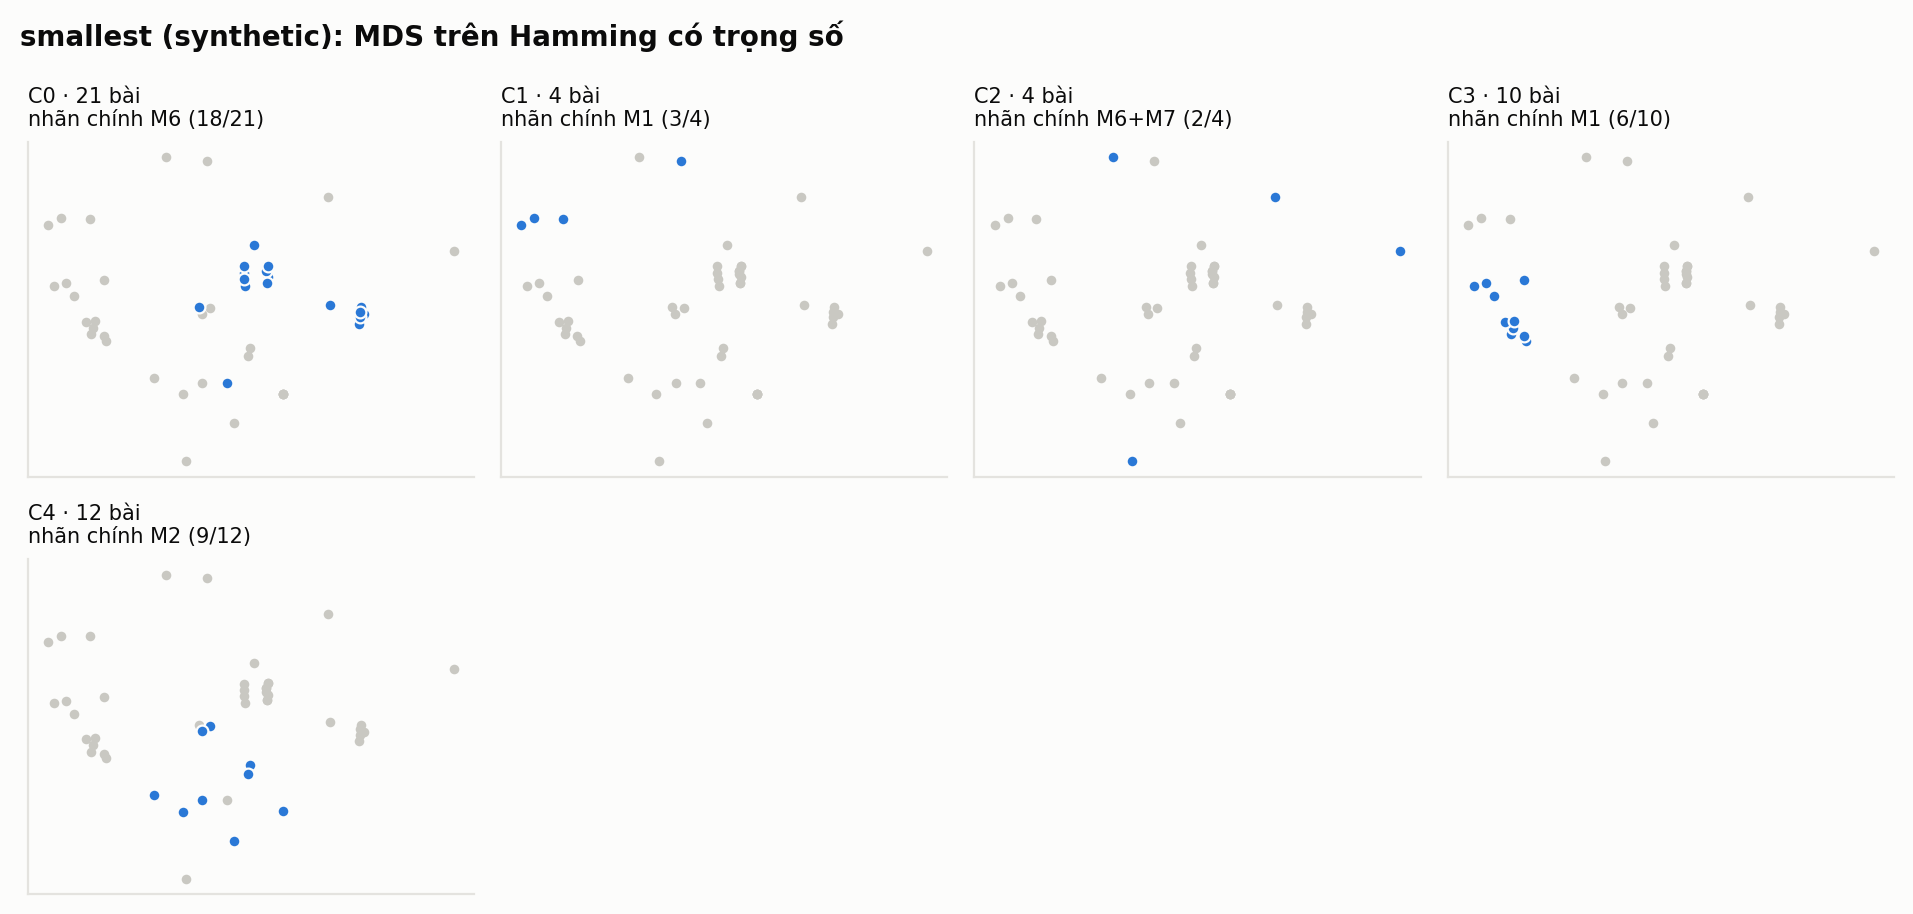 smallest (synthetic): MDS trên Hamming có trọng số
C0 · 21 bài
nhãn chính M6 (18/21)
C1 · 4 bài
nhãn chính M1 (3/4)
C2 · 4 bài
nhãn chính M6+M7 (2/4)
C3 · 10 bài
nhãn chính M1 (6/10)
C4 · 12 bài
nhãn chính M2 (9/12)